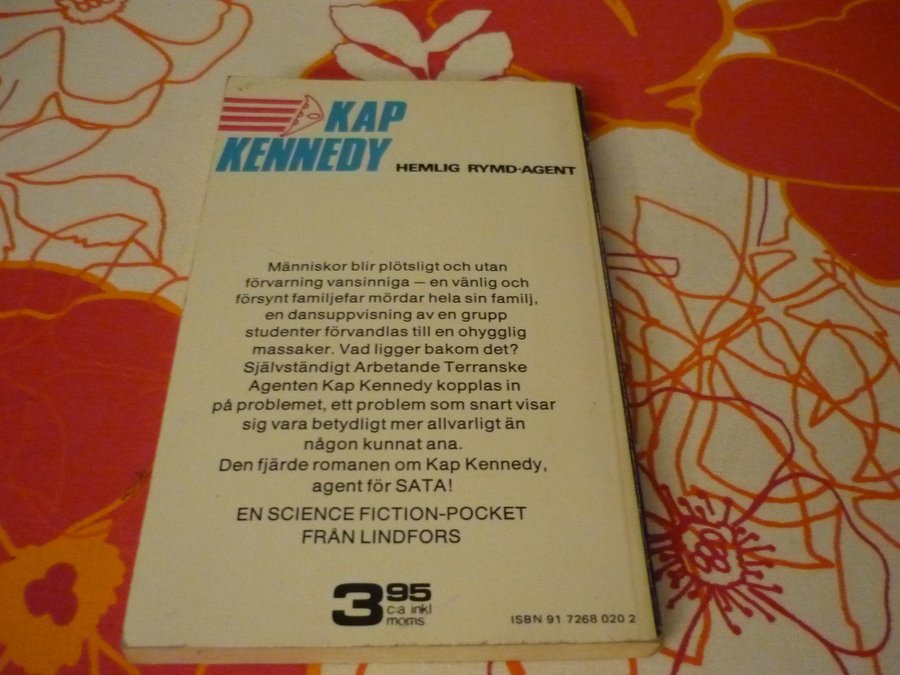 KAP
KENNEDY HEMLIG RYMD-AGENT
Människor blir plötsligt och utan
förvarning vansinniga – en vänlig och
försynt familjefar mördar hela sin familj,
en dansuppvisning av en grupp
studenter förvandlas till en ohygglig
massaker. Vad ligger bakom det?
Självständigt Arbetande Terranske
Agenten Kap Kennedy kopplas in
på problemet, ett problem som snart visar
sig vara betydligt mer allvarligt än
någon kunnat ana.
Den fjärde romanen om Kap Kennedy,
agent för SATA!
EN SCIENCE FICTION-POCKET
FRÅN LINDFORS
3 95
c:a inkl
moms
ISBN 91 7268 020 2